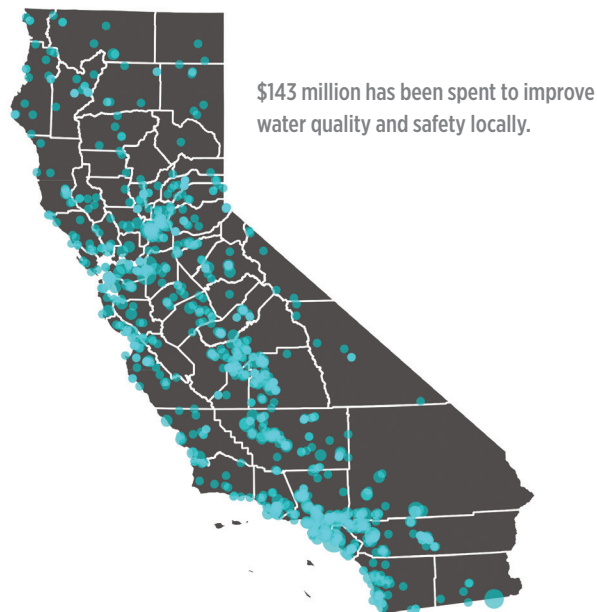 $143 million has been spent to improve
water quality and safety locally.